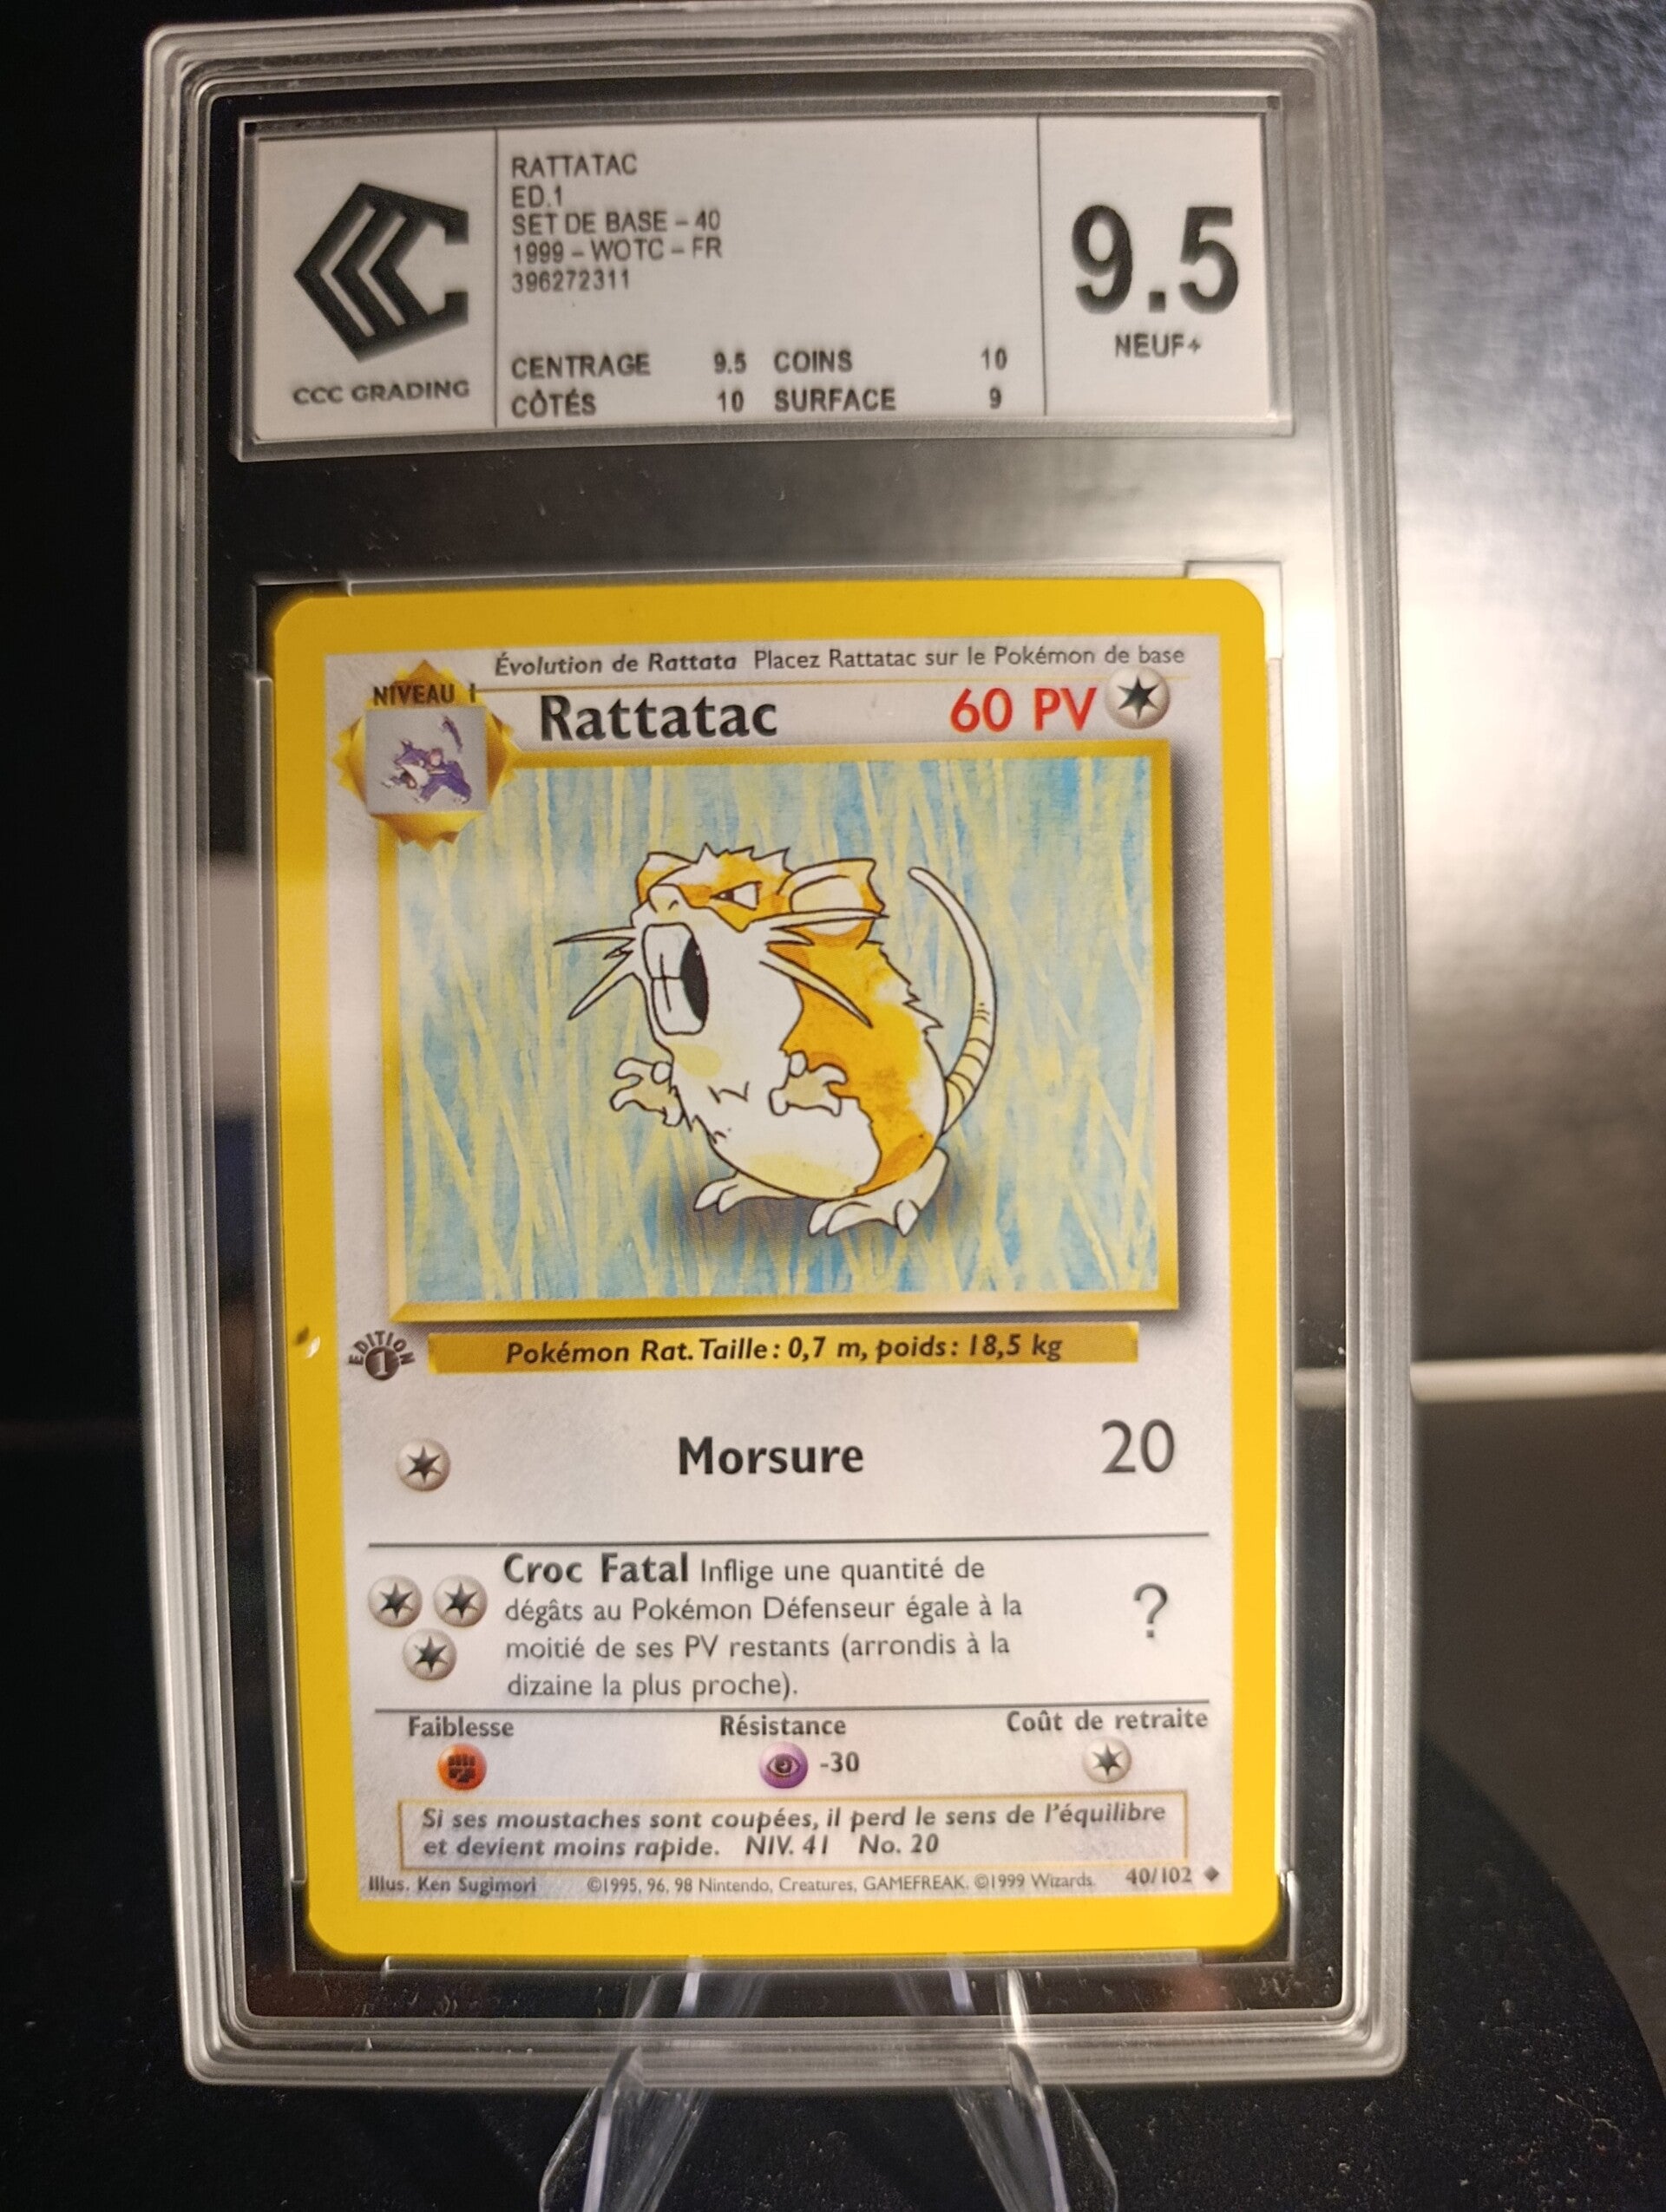 RATTATAC
ED.1
SET DE BASE – 40
1999 – WOTC – FR
396272311
CENTRAGE 9.5 COINS 10
CÔTÉS 10 SURFACE 9
CCC GRADING
9.5
NEUF+
Évolution de Rattata Placez Rattatac sur le Pokémon de base
NIVEAU 1
Rattatac 60 PV
EDITION 1
Pokémon Rat. Taille: 0,7 m, poids: 18,5 kg
Morsure 20
Croc Fatal Inflige une quantité de
dégâts au Pokémon Défenseur égale à la
moitié de ses PV restants (arrondis à la
dizaine la plus proche).
?
Faiblesse Résistance Coût de retraite
-30
Si ses moustaches sont coupées, il perd le sens de l'équilibre
et devient moins rapide. NIV. 41 No. 20
Illus. Ken Sugimori ©1995, 96, 98 Nintendo, Creatures, GAMEFREAK. ©1999 Wizards. 40/102